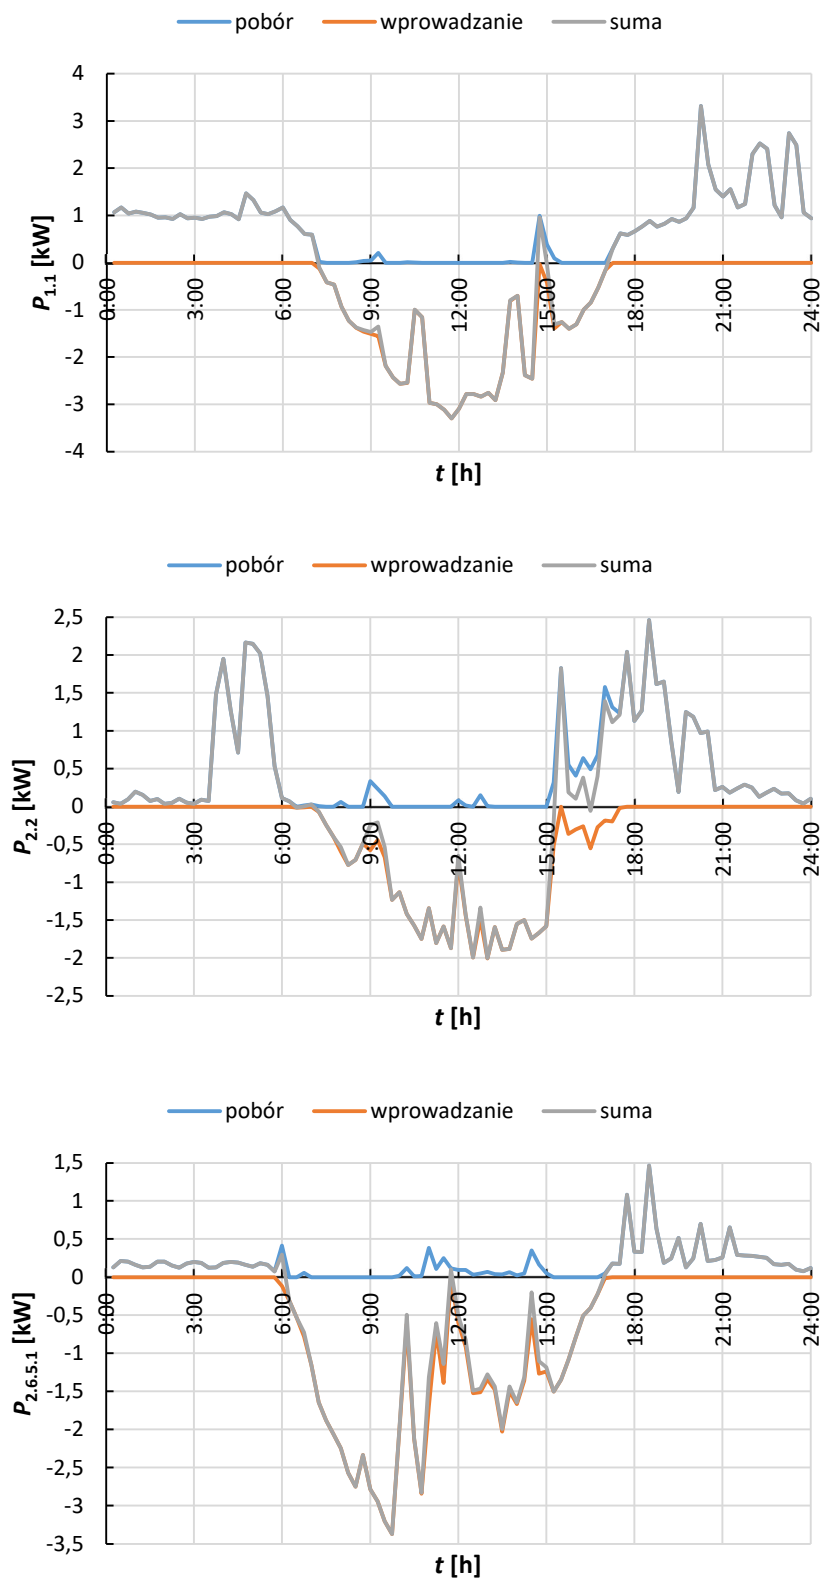 pobór wprowadzanie suma
4
3
2
1
0
-1
-2
-3
-4
P1.1 [kW]
0:00 3:00 6:00 9:00 12:00 15:00 18:00 21:00 24:00
t [h]
pobór wprowadzanie suma
2,5
2
1,5
1
0,5
0
-0,5
-1
-1,5
-2
-2,5
P2.2 [kW]
0:00 3:00 6:00 9:00 12:00 15:00 18:00 21:00 24:00
t [h]
pobór wprowadzanie suma
1,5
1
0,5
0
-0,5
-1
-1,5
-2
-2,5
-3
-3,5
P2.6.5.1 [kW]
0:00 3:00 6:00 9:00 12:00 15:00 18:00 21:00 24:00
t [h]